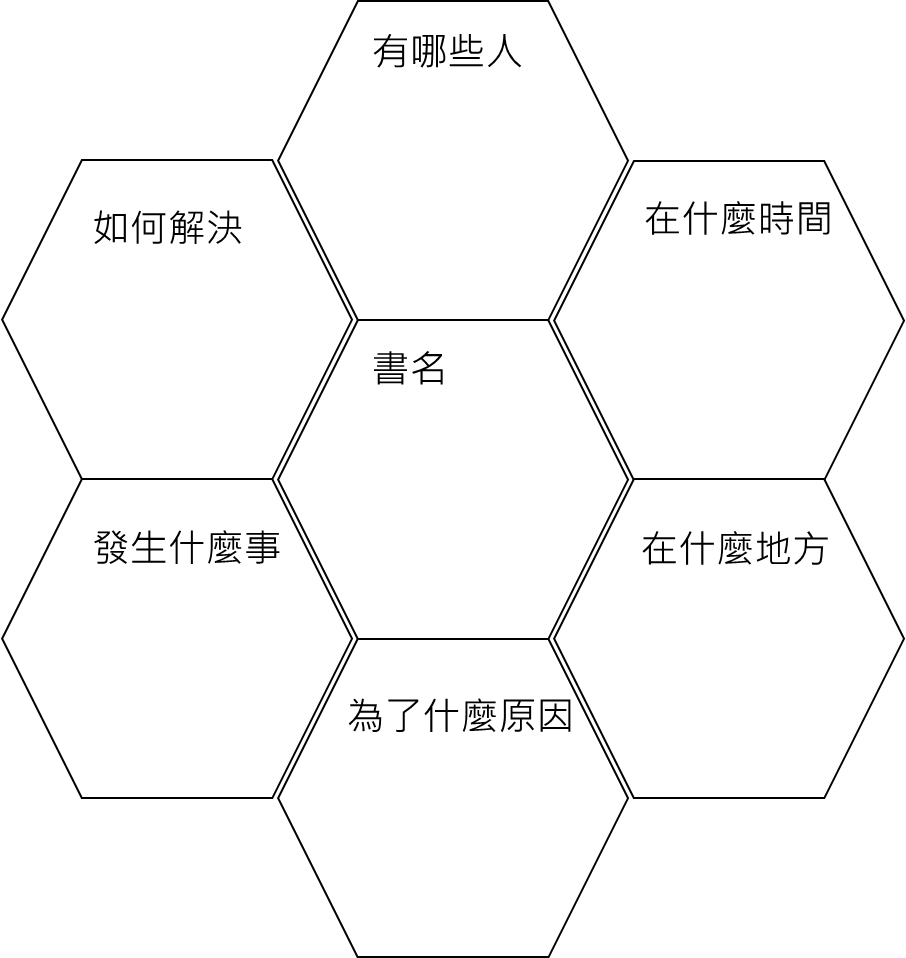 有哪些人
在什麼時間
如何解決
書名
在什麼地方
發生什麼事
為了什麼原因